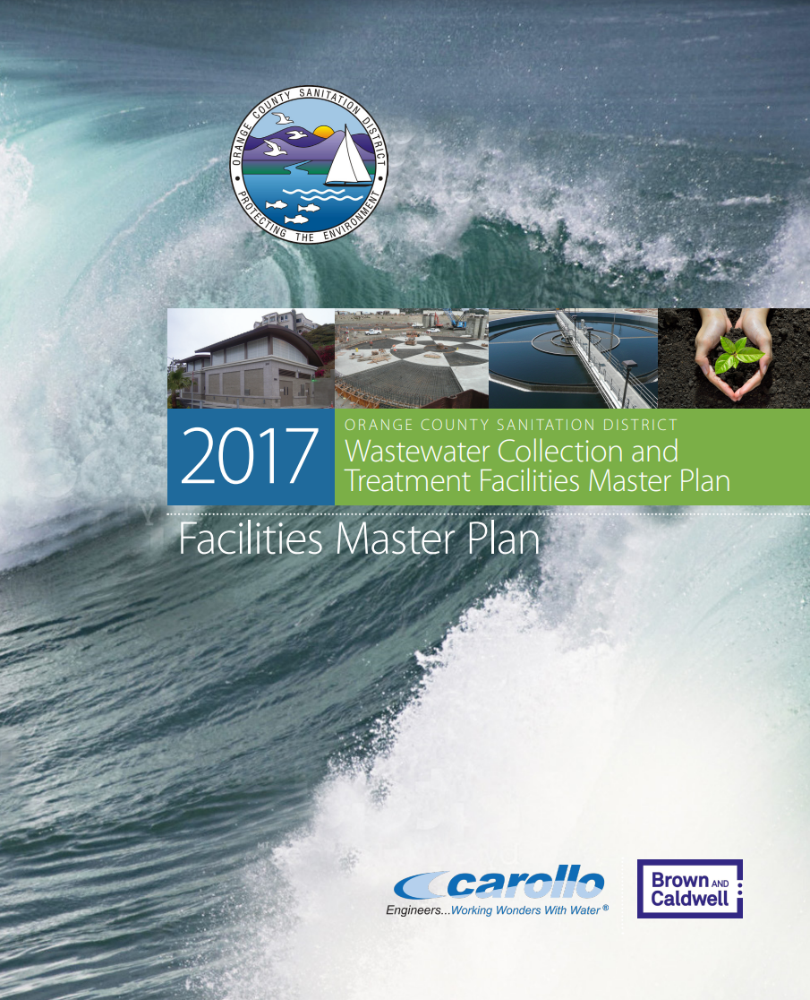 ORANGE COUNTY SANITATION DISTRICT
PROTECTING THE ENVIRONMENT
2017
ORANGE COUNTY SANITATION DISTRICT
Wastewater Collection and
Treatment Facilities Master Plan
Facilities Master Plan
carollo
Engineers...Working Wonders With Water ®
Brown AND
Caldwell